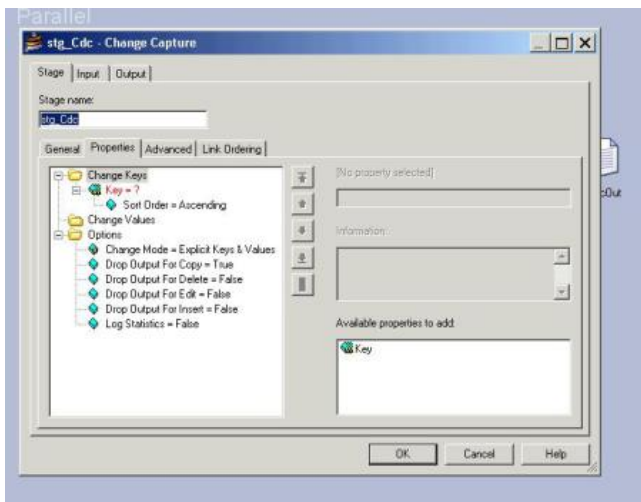 Parallel
stg_Cdc - Change Capture
Stage Input Output
Stage name:
stg_Cdc
General Properties Advanced Link Ordering
Change Keys
Key = ?
Sort Order = Ascending
Change Values
Options
Change Mode = Explicit Keys & Values
Drop Output For Copy = True
Drop Output For Delete = False
Drop Output For Edit = False
Drop Output For Insert = False
Log Statistics = False
[No property selected]
Information:
Available properties to add:
Key
cOut
OK Cancel Help